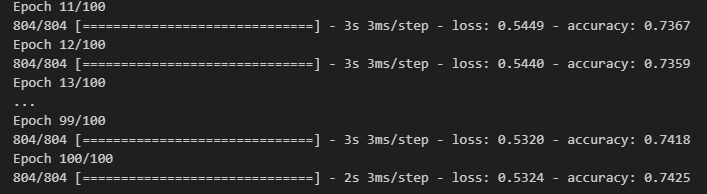 Epoch 11/100
804/804 [==============================] - 3s 3ms/step - loss: 0.5449 - accuracy: 0.7367
Epoch 12/100
804/804 [==============================] - 3s 3ms/step - loss: 0.5440 - accuracy: 0.7359
Epoch 13/100
...
Epoch 99/100
804/804 [==============================] - 3s 3ms/step - loss: 0.5320 - accuracy: 0.7418
Epoch 100/100
804/804 [==============================] - 2s 3ms/step - loss: 0.5324 - accuracy: 0.7425